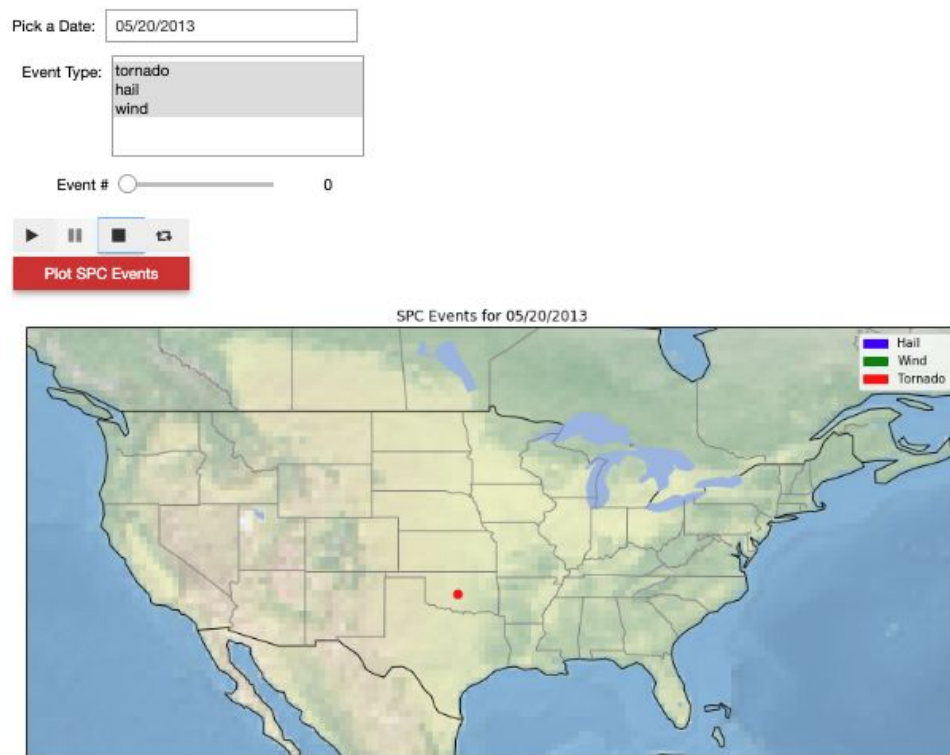 Pick a Date: 05/20/2013
Event Type: tornado
hail
wind
Event # 0
Plot SPC Events
SPC Events for 05/20/2013
Hail
Wind
Tornado